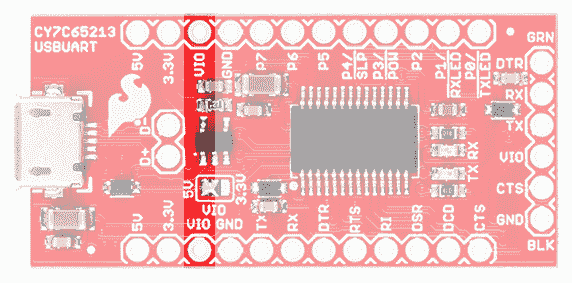 CY7C65213
USBUART
5V 3.3V VIO GND P7 P6 P5 P4/SLP P3/POR P2 P1/RXLED P0/TXLED
GRN
DTR
RX
TX
VIO
CTS
GND
BLK
D-
D+
5V
3.3V
VIO
TX RX
5V 3.3V VIO GND TX RX DTR RTS RI DSR DCD CTS